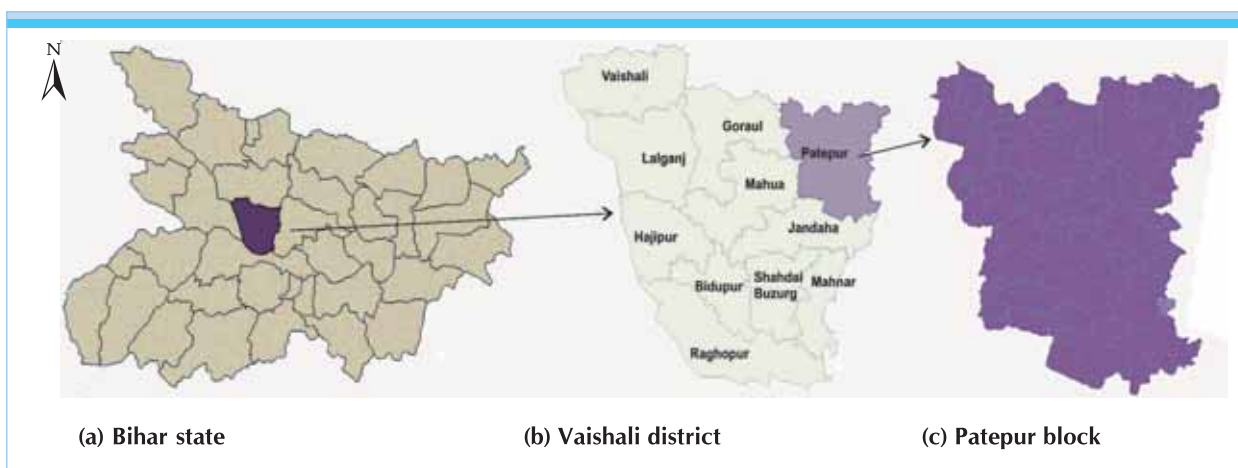 N
Vaishali
Goraul
Patepur
Lalganj
Mahua
Jandaha
Hajipur
Bidupur
Shahdai
Buzurg
Mahnar
Raghopur
(a) Bihar state
(b) Vaishali district
(c) Patepur block